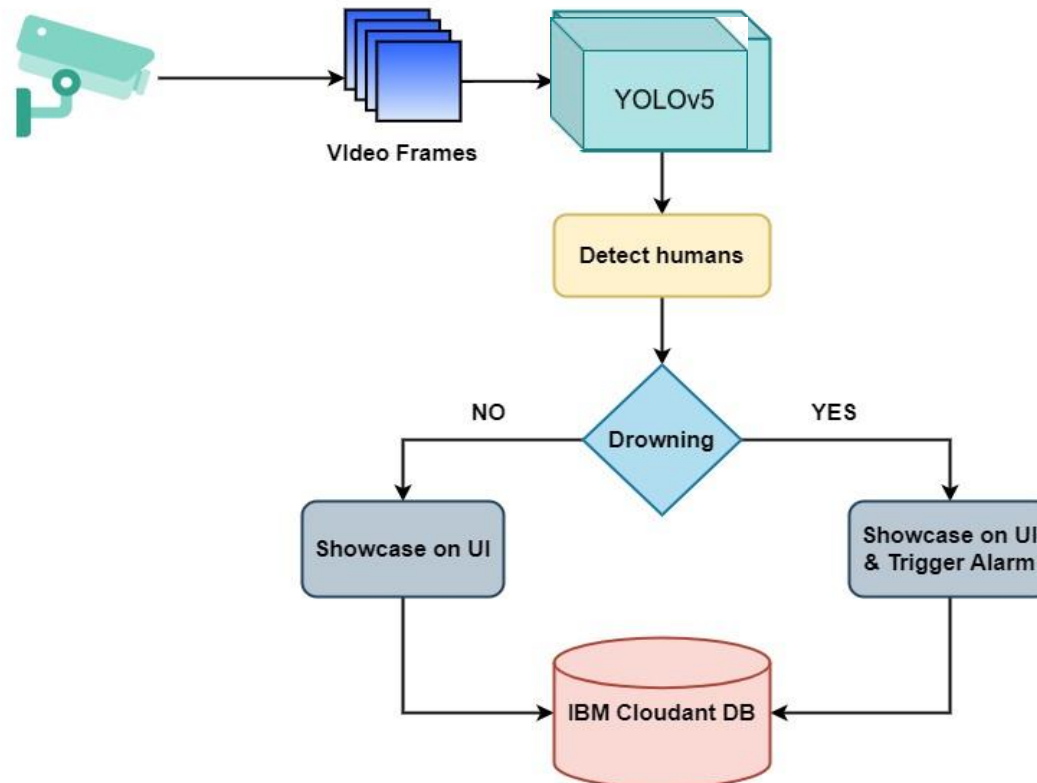 YOLOv5
VIdeo Frames
Detect humans
NO
YES
Drowning
Showcase on UI
Showcase on UI
& Trigger Alarm
IBM Cloudant DB